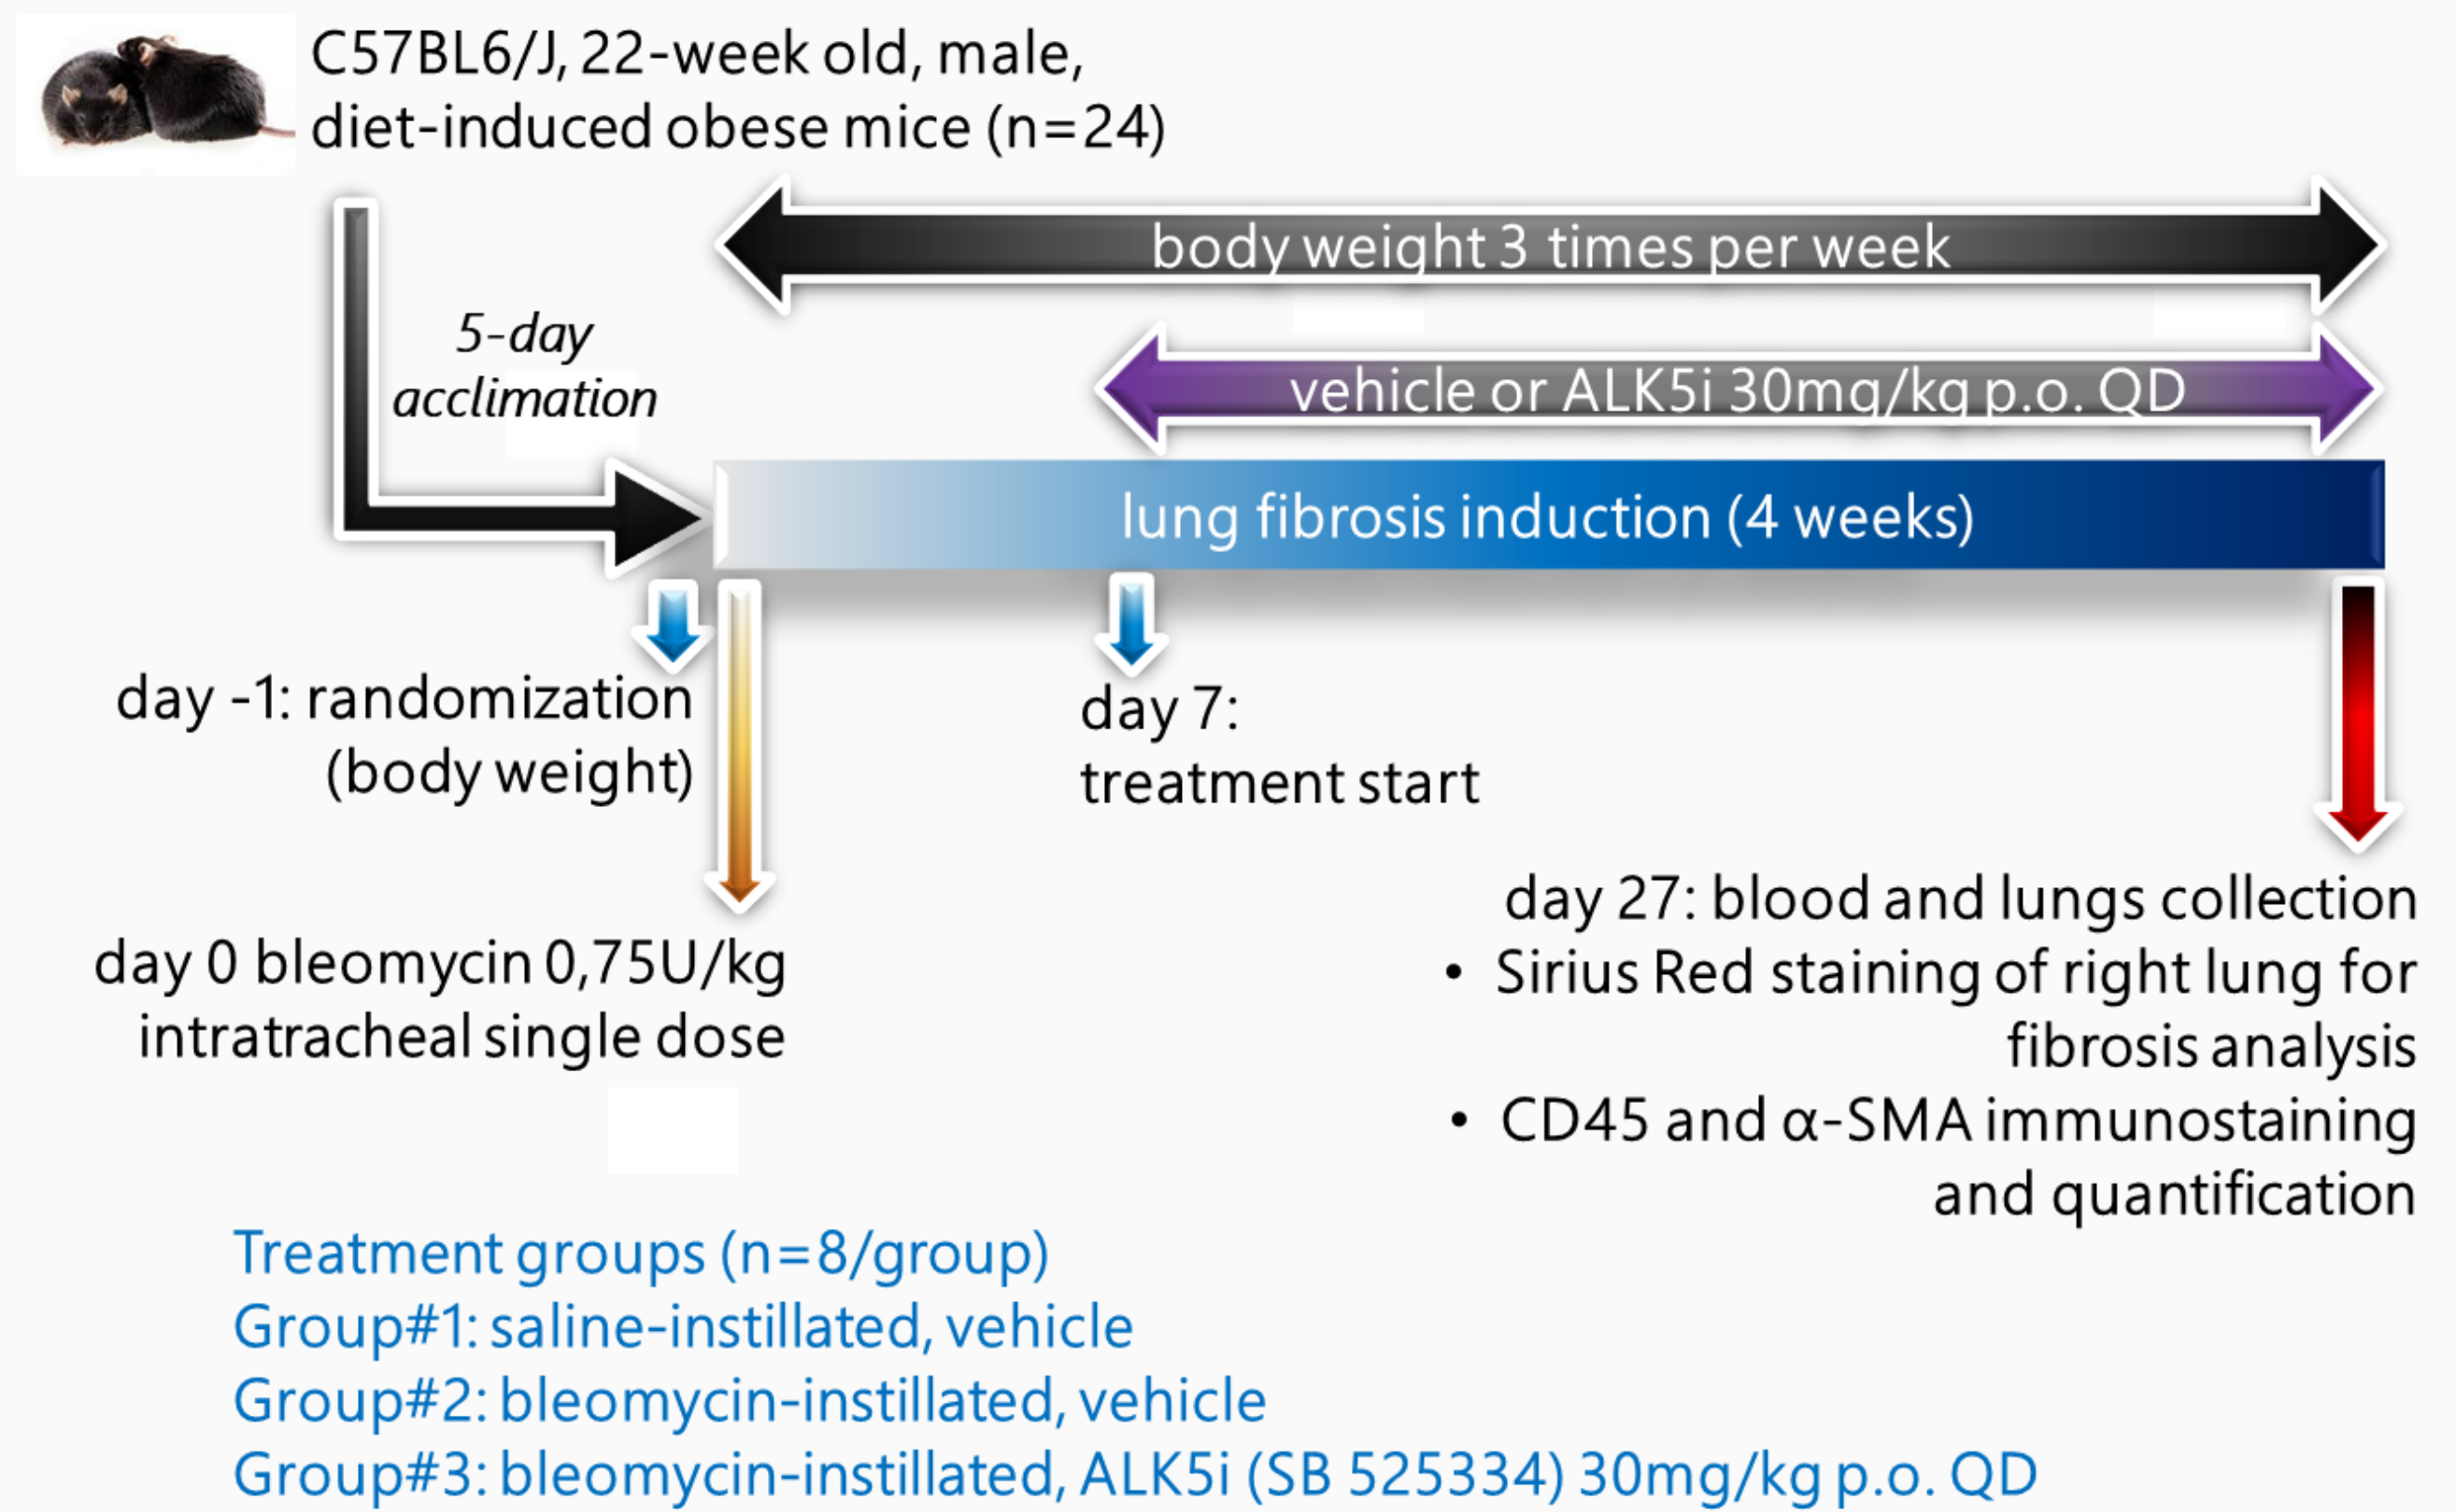 C57BL6/J, 22-week old, male,
diet-induced obese mice (n=24)
body weight 3 times per week
5-day
acclimation
vehicle or ALK5i 30mg/kg p.o. QD
lung fibrosis induction (4 weeks)
day -1: randomization
(body weight)
day 7:
treatment start
day 0 bleomycin 0,75U/kg
intratracheal single dose
day 27: blood and lungs collection
• Sirius Red staining of right lung for
fibrosis analysis
• CD45 and α-SMA immunostaining
and quantification
Treatment groups (n=8/group)
Group#1: saline-instillated, vehicle
Group#2: bleomycin-instillated, vehicle
Group#3: bleomycin-instillated, ALK5i (SB 525334) 30mg/kg p.o. QD